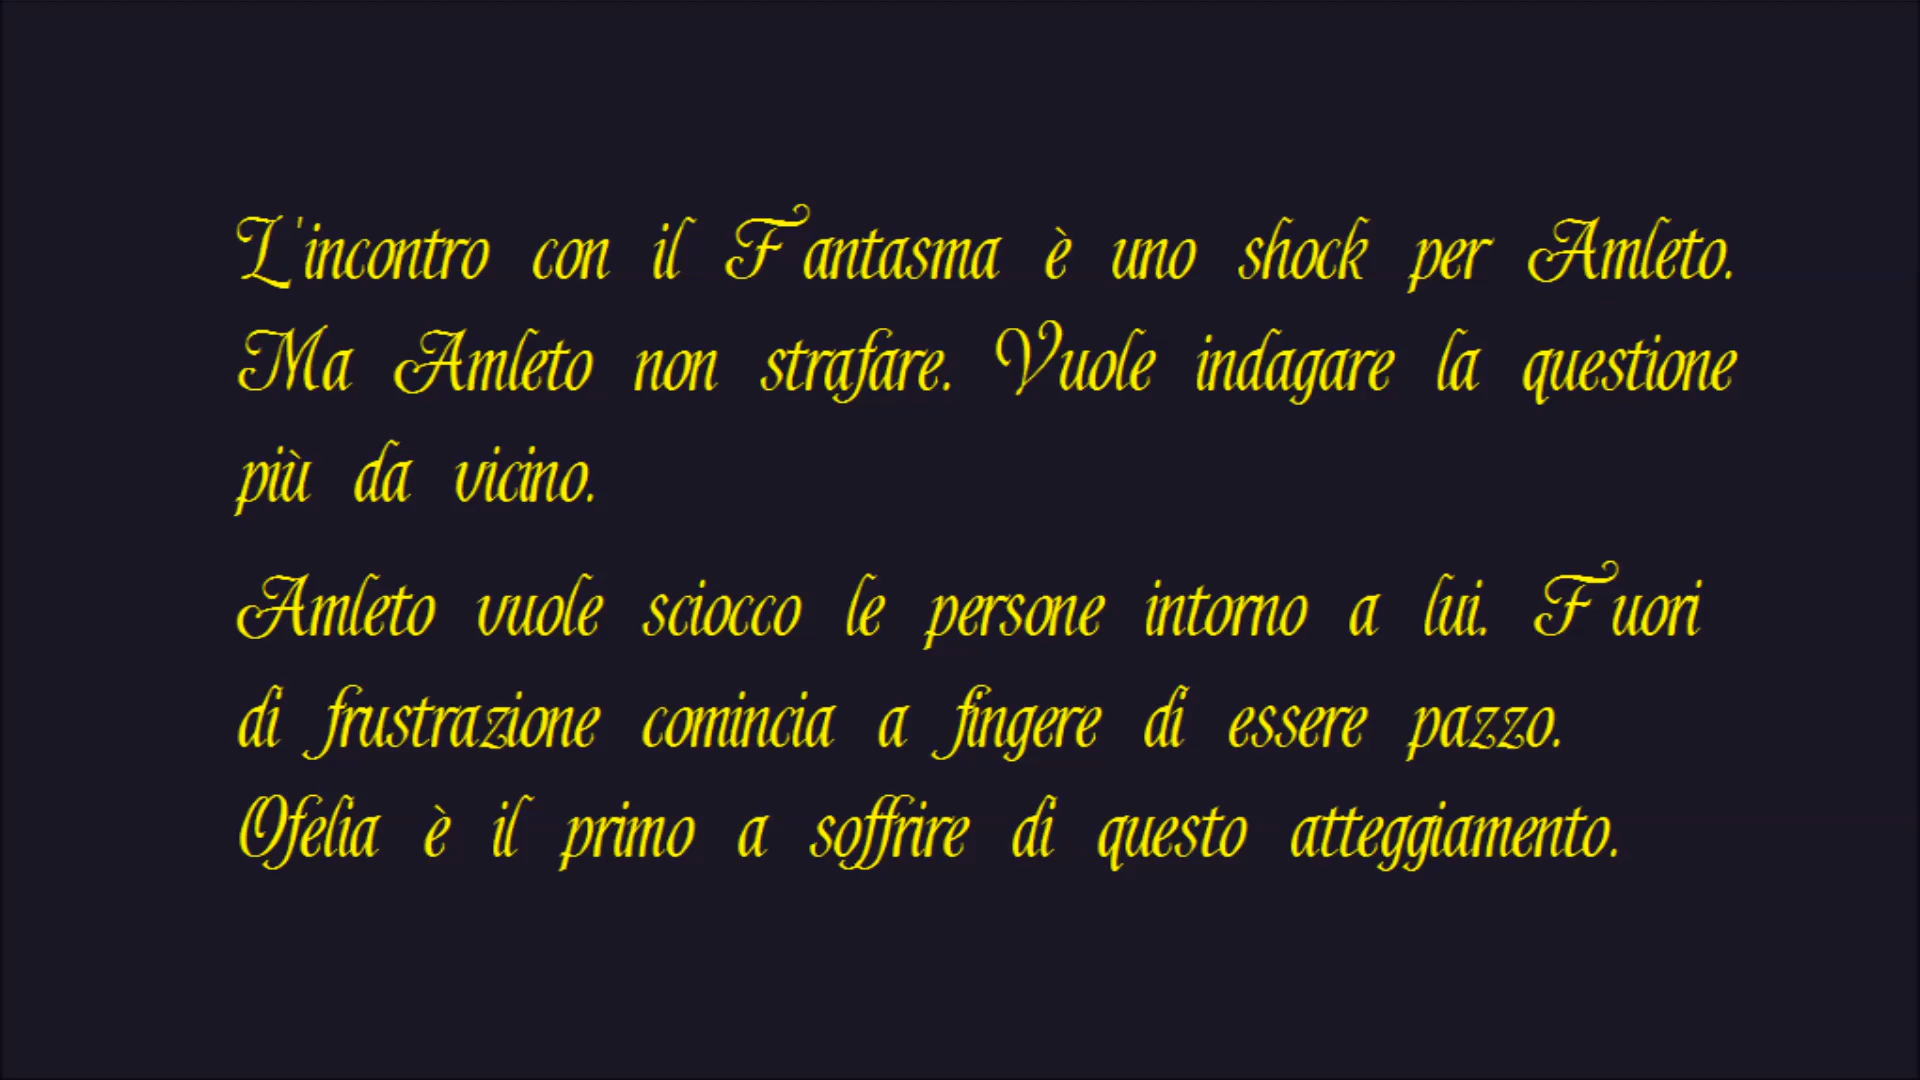 L'incontro con il Fantasma è uno shock per Amleto.
Ma Amleto non strafare. Vuole indagare la questione
più da vicino.
Amleto vuole sciocco le persone intorno a lui. Fuori
di frustrazione comincia a fingere di essere pazzo.
Ofelia è il primo a soffrire di questo atteggiamento.